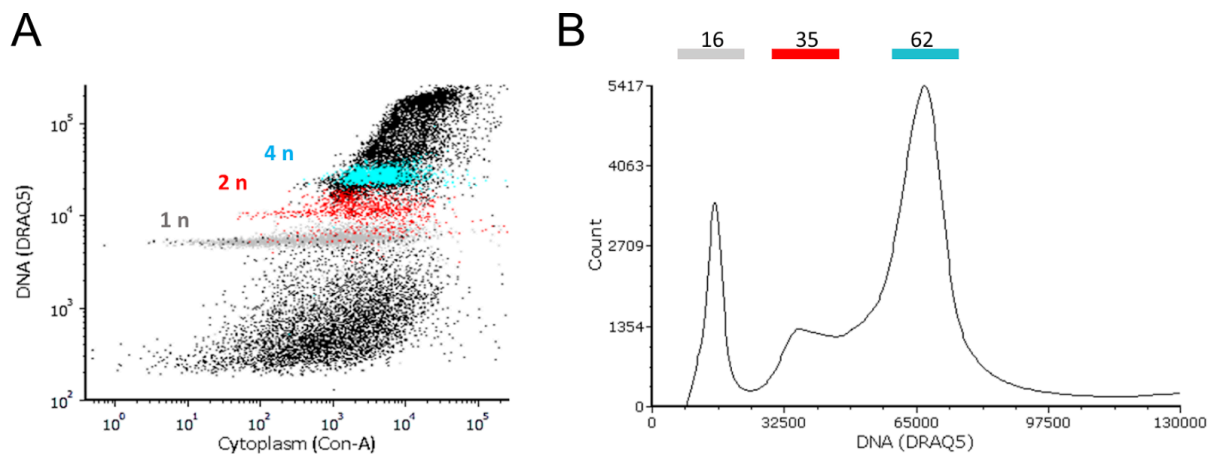 A
B
16
35
62
10^5
10^4
10^3
10^2
DNA (DRAQ5)
4 n
2 n
1 n
10^0
10^1
10^2
10^3
10^4
10^5
Cytoplasm (Con-A)
5417
4063
2709
1354
0
Count
0
32500
65000
97500
130000
DNA (DRAQ5)